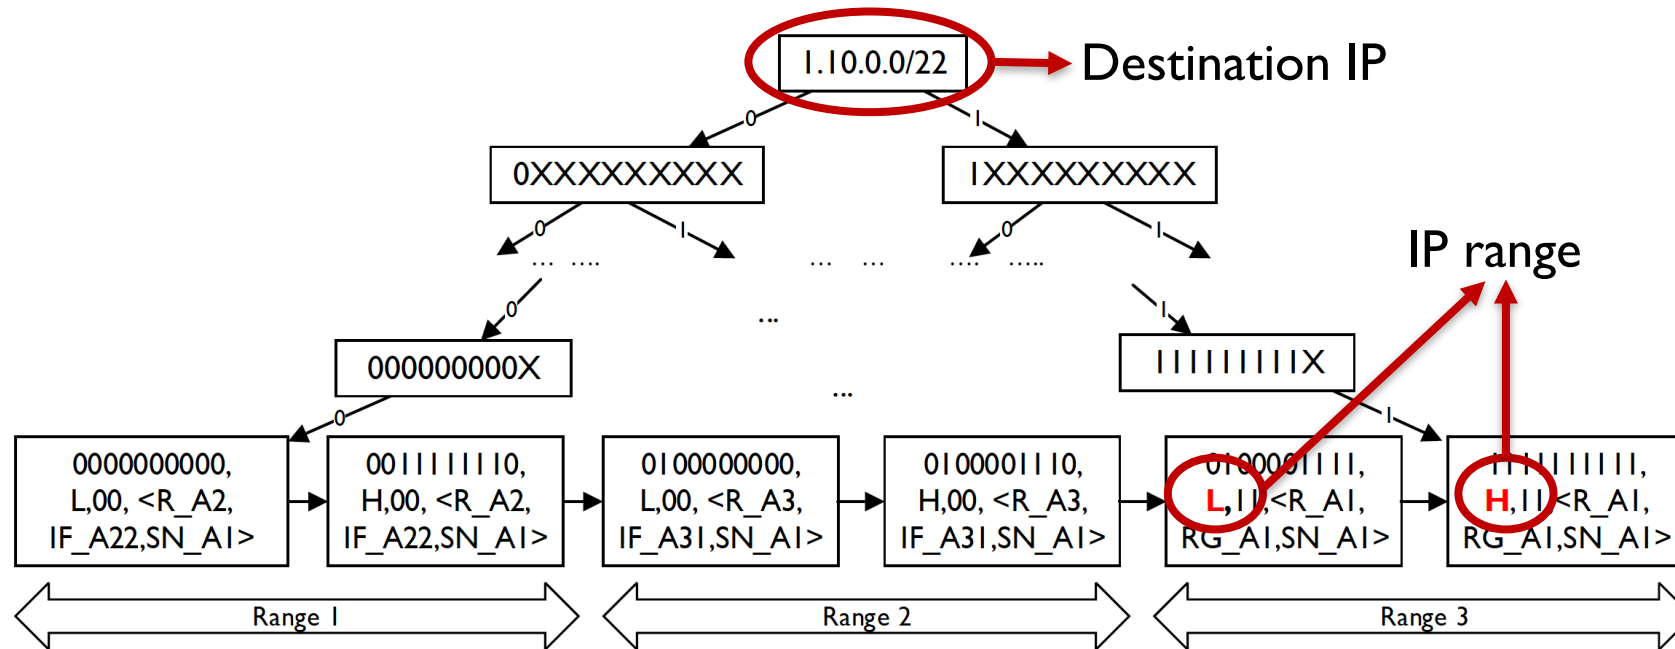 1.10.0.0/22
Destination IP
0
1
0XXXXXXXXX
1XXXXXXXXX
0
1
0
1
... ....
... ...
.... .....
IP range
0
...
1
000000000X
...
111111111X
0
1
0000000000,
L,00, <R_A2,
IF_A22,SN_A1>
0011111110,
H,00, <R_A2,
IF_A22,SN_A1>
0100000000,
L,00, <R_A3,
IF_A31,SN_A1>
0100001110,
H,00, <R_A3,
IF_A31,SN_A1>
0100001111,
L,11,<R_A1,
RG_A1,SN_A1>
1111111111,
H,11,<R_A1,
RG_A1,SN_A1>
Range 1
Range 2
Range 3